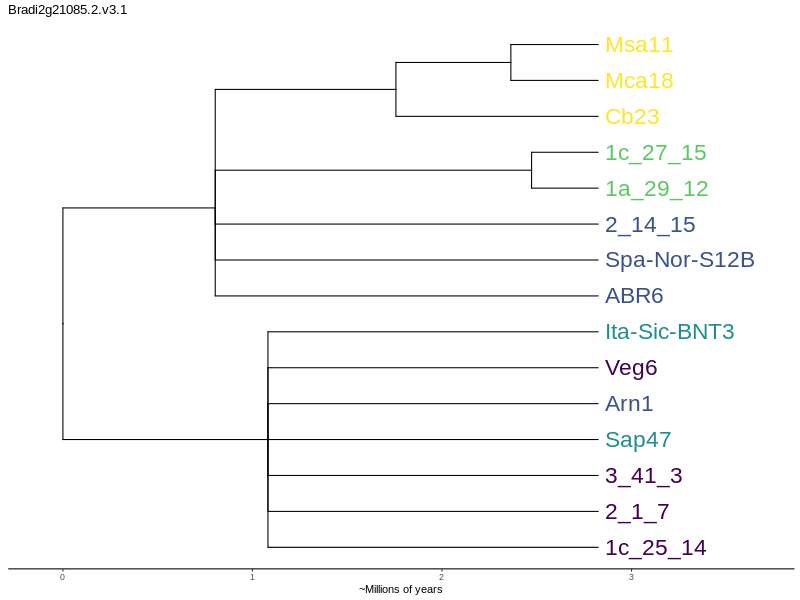 Bradi2g21085.2.v3.1
Msa11
Mca18
Cb23
1c_27_15
1a_29_12
2_14_15
Spa-Nor-S12B
ABR6
Ita-Sic-BNT3
Veg6
Arn1
Sap47
3_41_3
2_1_7
1c_25_14
0 1 2 3
~Millions of years